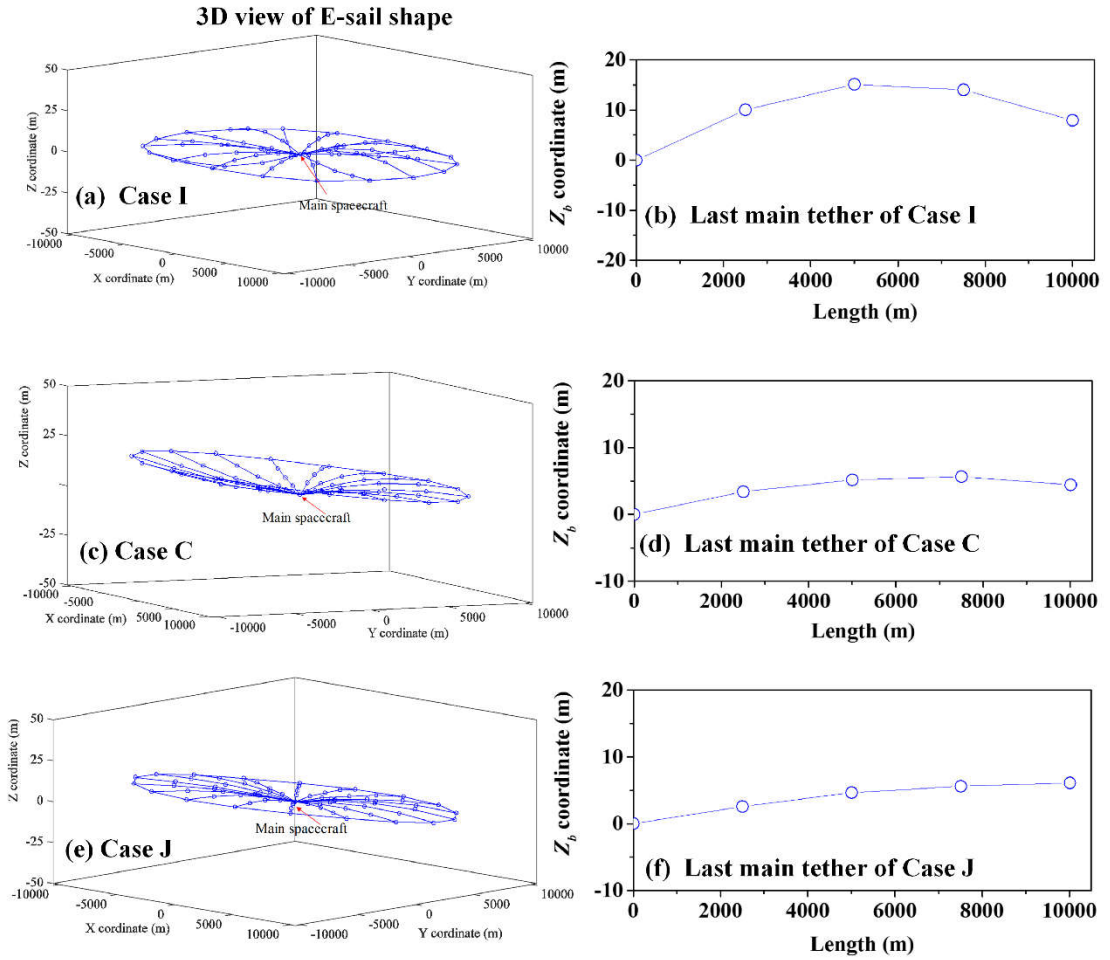 3D view of E-sail shape
50
25
0
-25
-50
Z coordinate (m)
(a) Case I
Main spacecraft
-10000
-5000
0
5000
10000
X cordinate (m)
-10000
-5000
0
5000
10000
Y cordinate (m)
20
10
0
-10
-20
Z_b coordinate (m)
(b) Last main tether of Case I
0 2000 4000 6000 8000 10000
Length (m)
50
25
-25
-50
Z cordinate (m)
(c) Case C
Main spacecraft
-10000
-5000
0
5000
10000
X cordinate (m)
-10000
-5000
0
5000
10000
Y cordinate (m)
20
10
0
-10
Z_b coordinate (m)
(d) Last main tether of Case C
0 2000 4000 6000 8000 10000
Length (m)
50
25
0
-25
-50
Z cordinate (m)
(e) Case J
Main spacecraft
-10000
-5000
0
5000
10000
X cordinate (m)
-10000
-5000
0
5000
10000
Y cordinate (m)
20
10
0
-10
Z_b coordinate (m)
(f) Last main tether of Case J
0 2000 4000 6000 8000 10000
Length (m)